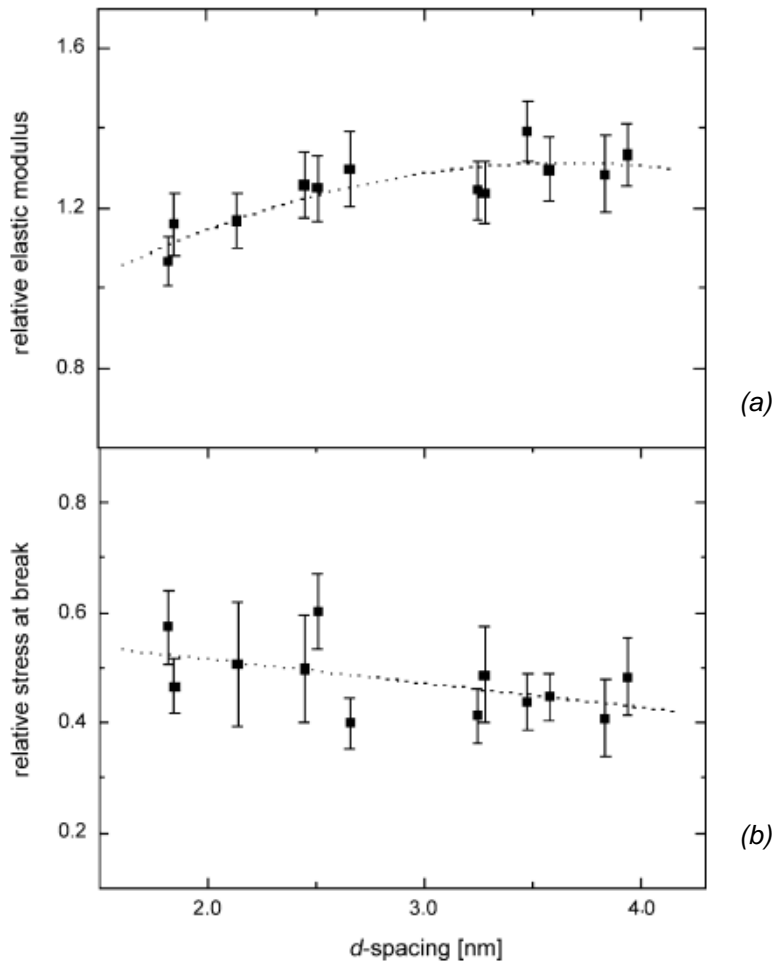 1.6
1.2
0.8
relative elastic modulus
(a)
0.8
0.6
0.4
0.2
relative stress at break
(b)
2.0 3.0 4.0
d-spacing [nm]